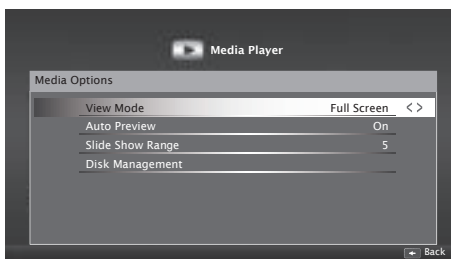 Media Player
Media Options
View Mode Full Screen < >
Auto Preview On
Slide Show Range 5
Disk Management
Back